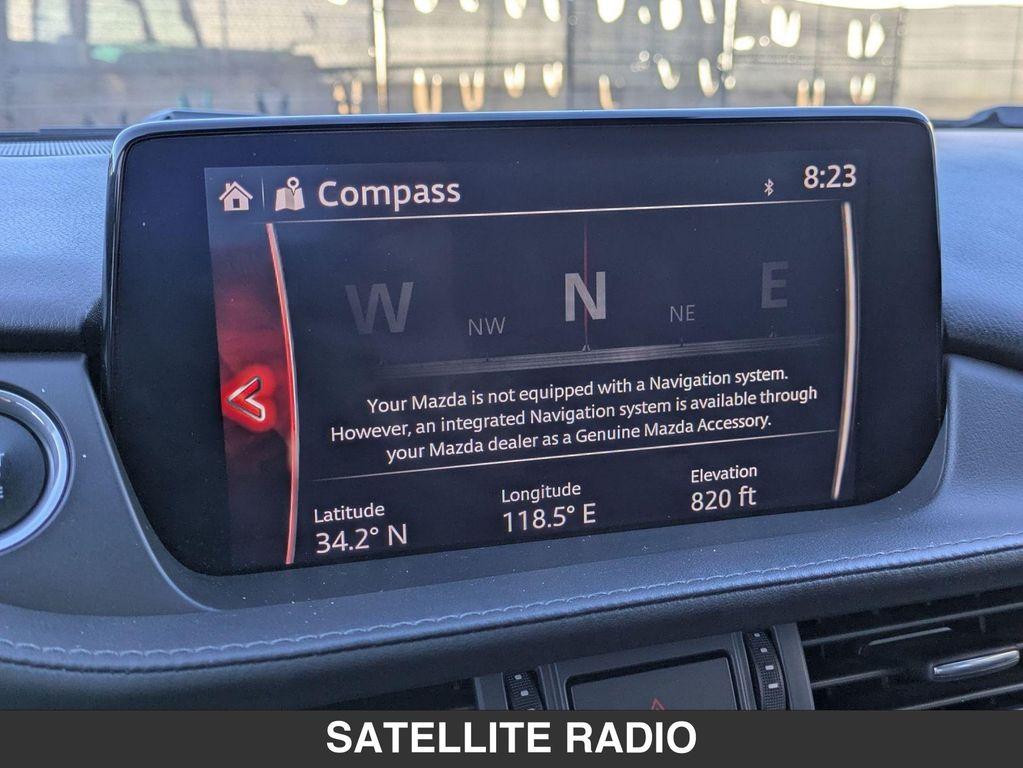 Compass
8:23
W NW N NE E
Your Mazda is not equipped with a Navigation system.
However, an integrated Navigation system is available through
your Mazda dealer as a Genuine Mazda Accessory.
Latitude Longitude Elevation
34.2° N 118.5° E 820 ft
SATELLITE RADIO